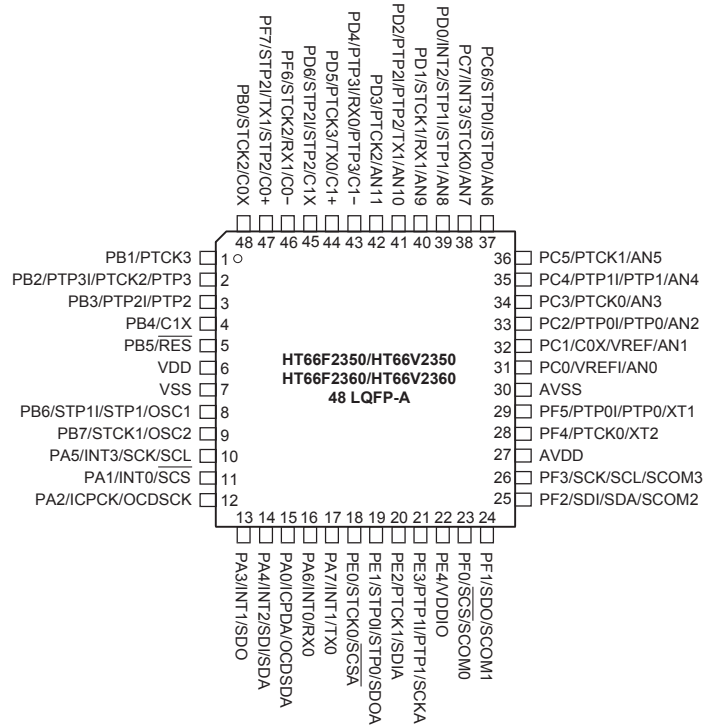 PB0/STCK2/C0X
PF7/STP2I/TX1/STP2/C0+
PF6/STCK2/RX1/C0−
PD6/STP2I/STP2/C1X
PD5/PTCK3/TX0/C1+
PD4/PTP3I/RX0/PTP3/C1−
PD3/PTCK2/AN11
PD2/PTP2I/PTP2/TX1/AN10
PD1/STCK1/RX1/AN9
PD0/INT2/STP1I/STP1/AN8
PC7/INT3/STCK0/AN7
PC6/STP0I/STP0/AN6
48 47 46 45 44 43 42 41 40 39 38 37
PB1/PTCK3 1
PB2/PTP3I/PTCK2/PTP3 2
PB3/PTP2I/PTP2 3
PB4/C1X 4
PB5/RES 5
VDD 6
VSS 7
PB6/STP1I/STP1/OSC1 8
PB7/STCK1/OSC2 9
PA5/INT3/SCK/SCL 10
PA1/INT0/SCS 11
PA2/ICPCK/OCDSCK 12
HT66F2350/HT66V2350
HT66F2360/HT66V2360
48 LQFP-A
36 PC5/PTCK1/AN5
35 PC4/PTP1I/PTP1/AN4
34 PC3/PTCK0/AN3
33 PC2/PTP0I/PTP0/AN2
32 PC1/C0X/VREF/AN1
31 PC0/VREFI/AN0
30 AVSS
29 PF5/PTP0I/PTP0/XT1
28 PF4/PTCK0/XT2
27 AVDD
26 PF3/SCK/SCL/SCOM3
25 PF2/SDI/SDA/SCOM2
13 14 15 16 17 18 19 20 21 22 23 24
PA3/INT1/SDO
PA4/INT2/SDI/SDA
PA0/ICPDA/OCDSDA
PA6/INT0/RX0
PA7/INT1/TX0
PE0/STCK0/SCSA
PE1/STP0I/STP0/SDOA
PE2/PTCK1/SDIA
PE3/PTP1I/PTP1/SCKA
PE4/VDDIO
PF0/SCS/SCOM0
PF1/SDO/SCOM1